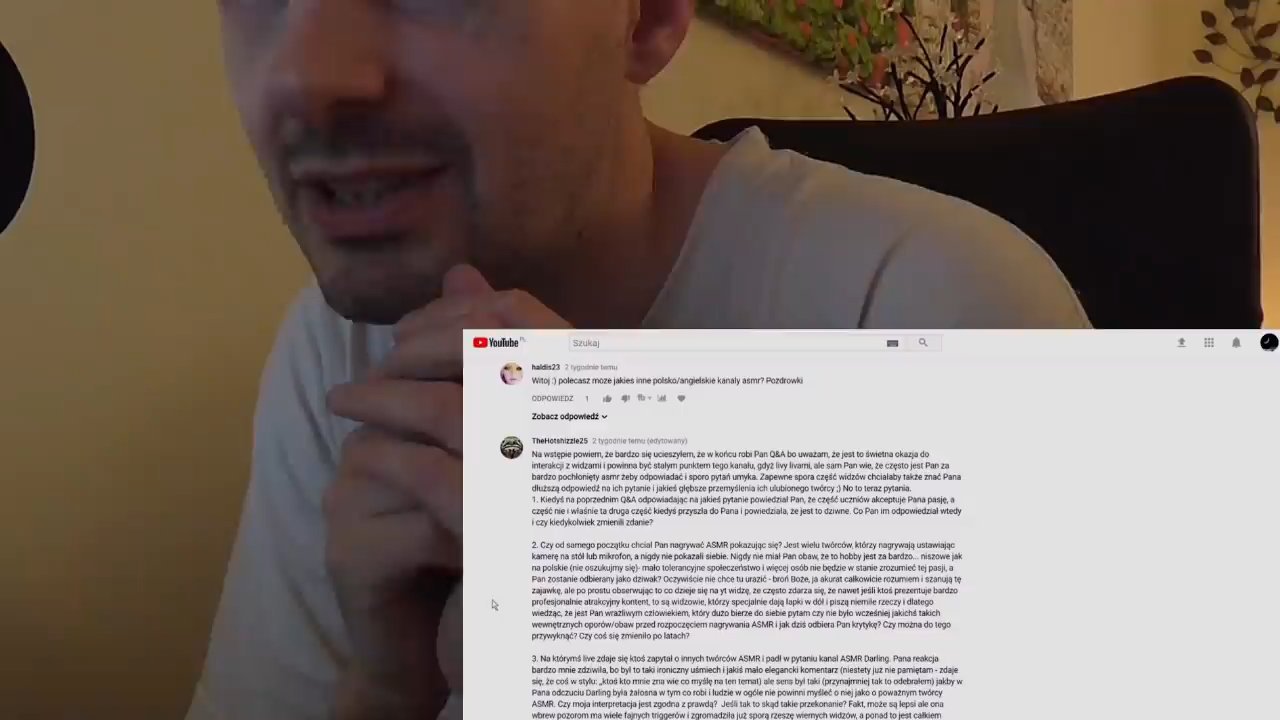 YouTube PL
Szukaj
haldis23 2 tygodnie temu
Witoj :) polecasz moze jakies inne polsko/angielskie kanaly asmr? Pozdrowki
ODPOWIEDZ 1
Zobacz odpowiedź
TheHotshizzle25 2 tygodnie temu (edytowany)
Na wstępie powiem, że bardzo się ucieszyłem, że w końcu robi Pan Q&A bo uważam, że jest to świetna okazja do
interakcji z widzami i powinna być stałym punktem tego kanału, gdyż livy livami, ale sam Pan wie, że często jest Pan za
bardzo pochłonięty asmr żeby odpowiadać i sporo pytań umyka. Zapewne spora część widzów chciałaby także znać Pana
dłuższą odpowiedź na ich pytanie i jakieś głębsze przemyślenia ich ulubionego twórcy ;) No to teraz pytania.
1. Kiedyś na poprzednim Q&A odpowiadając na jakieś pytanie powiedział Pan, że część uczniów akceptuje Pana pasję, a
część nie i właśnie ta druga część kiedyś przyszła do Pana i powiedziała, że jest to dziwne. Co Pan im odpowiedział wtedy
i czy kiedykolwiek zmienili zdanie?
2. Czy od samego początku chciał Pan nagrywać ASMR pokazując się? Jest wielu twórców, którzy nagrywają ustawiając
kamerę na stół lub mikrofon, a nigdy nie pokazali siebie. Nigdy nie miał Pan obaw, że to hobby jest za bardzo... niszowe jak
na polskie (nie oszukujmy się)- mało tolerancyjne społeczeństwo i więcej osób nie będzie w stanie zrozumieć tej pasji, a
Pan zostanie odbierany jako dziwak? Oczywiście nie chce tu urazić - broń Boże, ja akurat całkowicie rozumiem i szanują tę
zajawkę, ale po prostu obserwując to co dzieje się na yt widzę, że często zdarza się, że nawet jeśli ktoś prezentuje bardzo
profesjonalnie atrakcyjny kontent, to są widzowie, którzy specjalnie dają łapki w dół i piszą niemiłe rzeczy i dlatego
wiedząc, że jest Pan wrażliwym człowiekiem, który dużo bierze do siebie pytam czy nie było wcześniej jakichś takich
wewnętrznych oporów/obaw przed rozpoczęciem nagrywania ASMR i jak dziś odbiera Pan krytykę? Czy można do tego
przywyknąć? Czy coś się zmieniło po latach?
3. Na którymś live zdaje się ktoś zapytał o innych twórców ASMR i padł w pytaniu kanał ASMR Darling. Pana reakcja
bardzo mnie zdziwiła, bo był to taki ironiczny uśmiech i jakiś mało elegancki komentarz (niestety już nie pamiętam - zdaje
się, że coś w stylu: „ktoś kto mnie zna wie co myślę na ten temat) ale sens był taki (przynajmniej tak to odebrałem) jakby w
Pana odczuciu Darling była żałosna w tym co robi i ludzie w ogóle nie powinni myśleć o niej jako o poważnym twórcy
ASMR. Czy moja interpretacja jest zgodna z prawdą? Jeśli tak to skąd takie przekonanie? Fakt, może są lepsi ale ona
wbrew pozorom ma wiele fajnych triggerów i zgromadziła już sporą rzeszę wiernych widzów, a ponad to jest całkiem